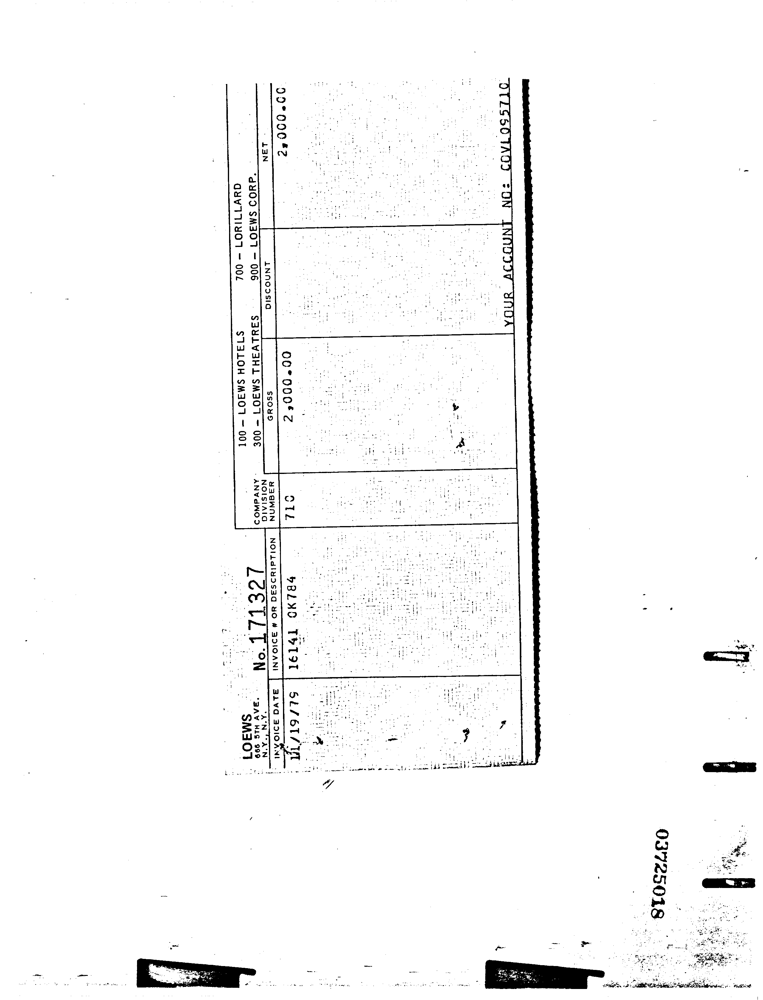 LOEWS
666 5TH AVE.
N.Y., N.Y.
No. 171327
100 – LOEWS HOTELS 700 – LORILLARD
300 – LOEWS THEATRES 900 – LOEWS CORP.
INVOICE DATE INVOICE # OR DESCRIPTION COMPANY DIVISION NUMBER GROSS DISCOUNT NET
11/19/79 16141 OK784 710 2,000.00 2,000.00
YOUR ACCOUNT NO: COVL095710
03725018